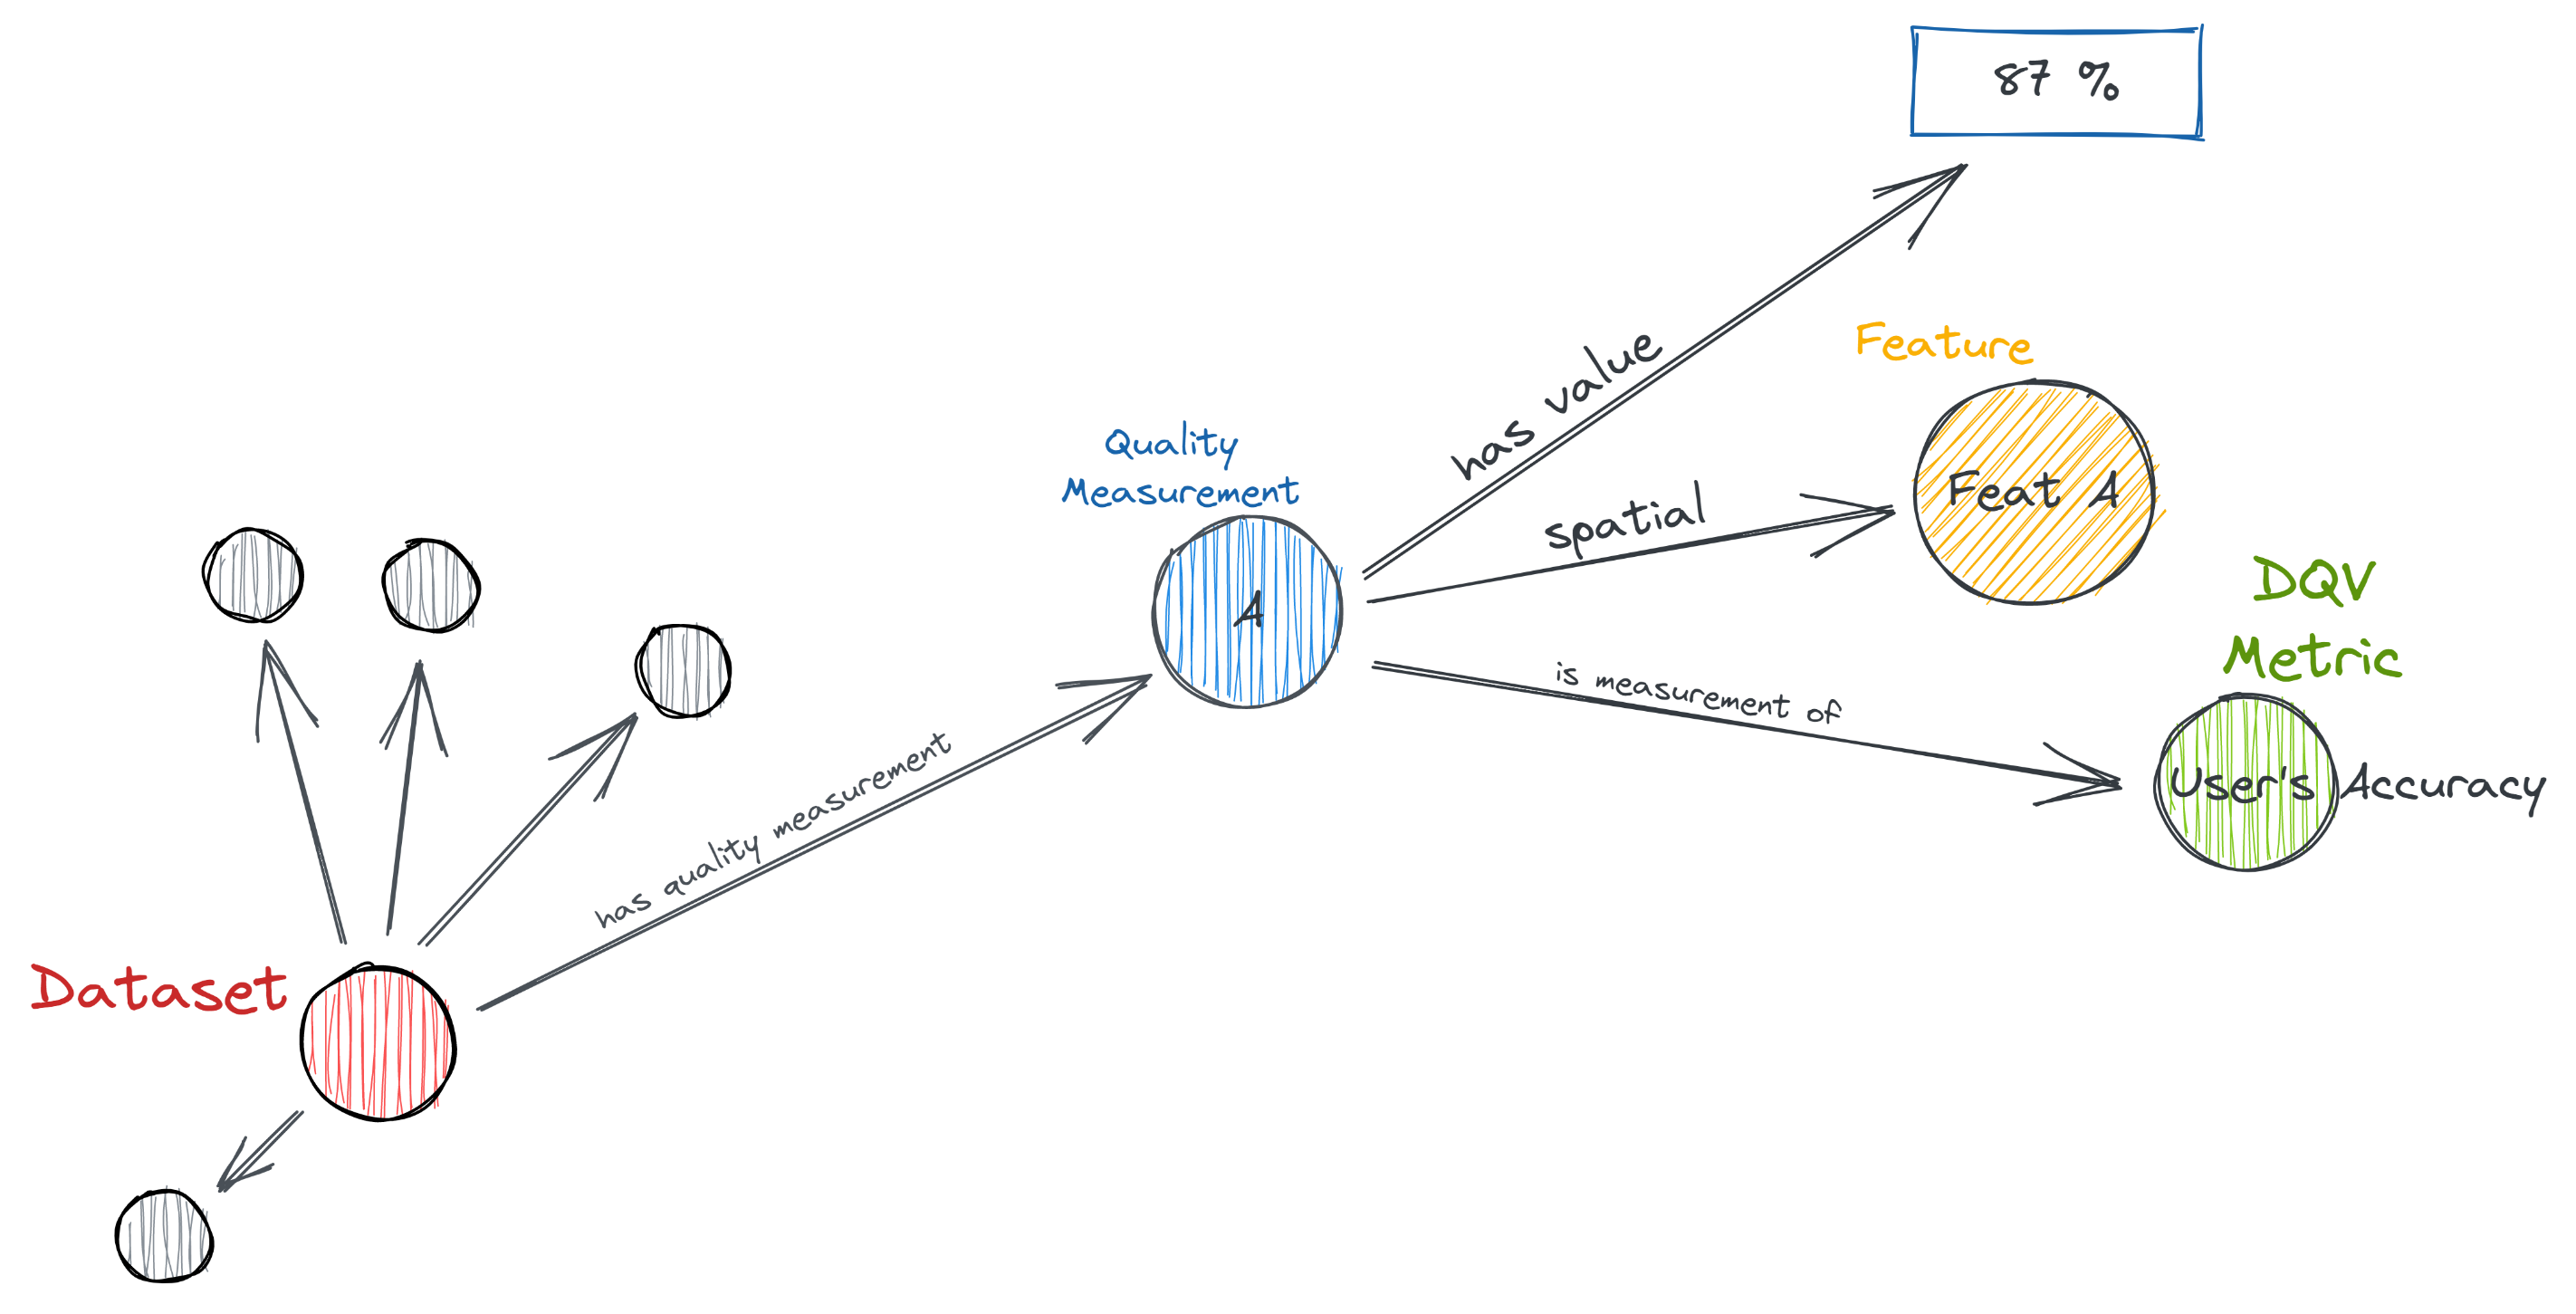 87 %
has value
Feature
Feat A
Quality
Measurement
A
spatial
DQV
Metric
is measurement of
User's Accuracy
has quality measurement
Dataset